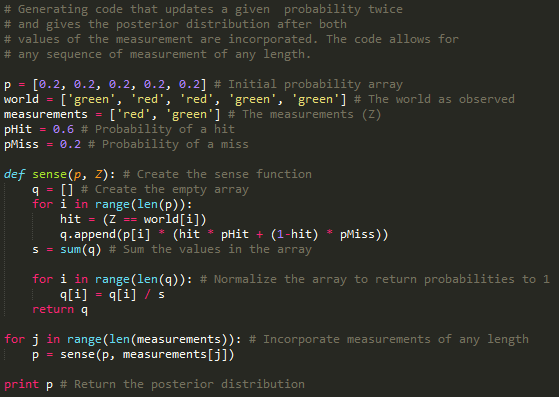 # Generating code that updates a given  probability twice
# and gives the posterior distribution after both
# values of the measurement are incorporated. The code allows for
# any sequence of measurement of any length.

p = [0.2, 0.2, 0.2, 0.2, 0.2] # Initial probability array
world = ['green', 'red', 'red', 'green', 'green'] # The world as observed
measurements = ['red', 'green'] # The measurements (Z)
pHit = 0.6 # Probability of a hit
pMiss = 0.2 # Probability of a miss

def sense(p, Z): # Create the sense function
    q = [] # Create the empty array
    for i in range(len(p)):
        hit = (Z == world[i])
        q.append(p[i] * (hit * pHit + (1-hit) * pMiss))
    s = sum(q) # Sum the values in the array

    for i in range(len(q)): # Normalize the array to return probabilities to 1
        q[i] = q[i] / s
    return q

for j in range(len(measurements)): # Incorporate measurements of any length
    p = sense(p, measurements[j])

print p # Return the posterior distribution